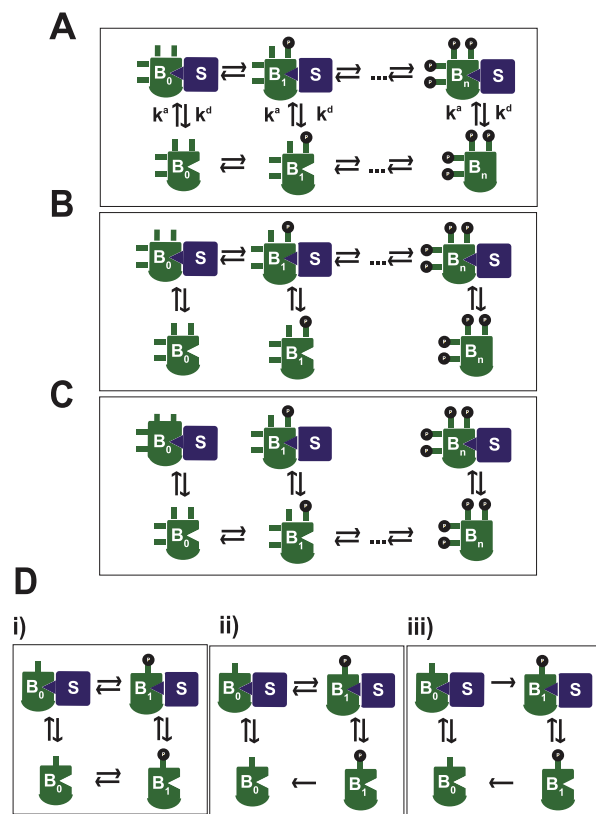 A
P
P P
B0 S B1 S ... P P Bn S
ka kd ka kd ka kd
P
P P
B0 B1 ... P P Bn
B
P
P P
B0 S B1 S ... P P Bn S
P
P P
B0 B1 P P Bn
C
P
P P
B0 S B1 S P P Bn S
P
P P
B0 B1 ... P P Bn
D
i) ii) iii)
P P P
B0 S B1 S B0 S B1 S B0 S B1 S
P P P
B0 B1 B0 B1 B0 B1